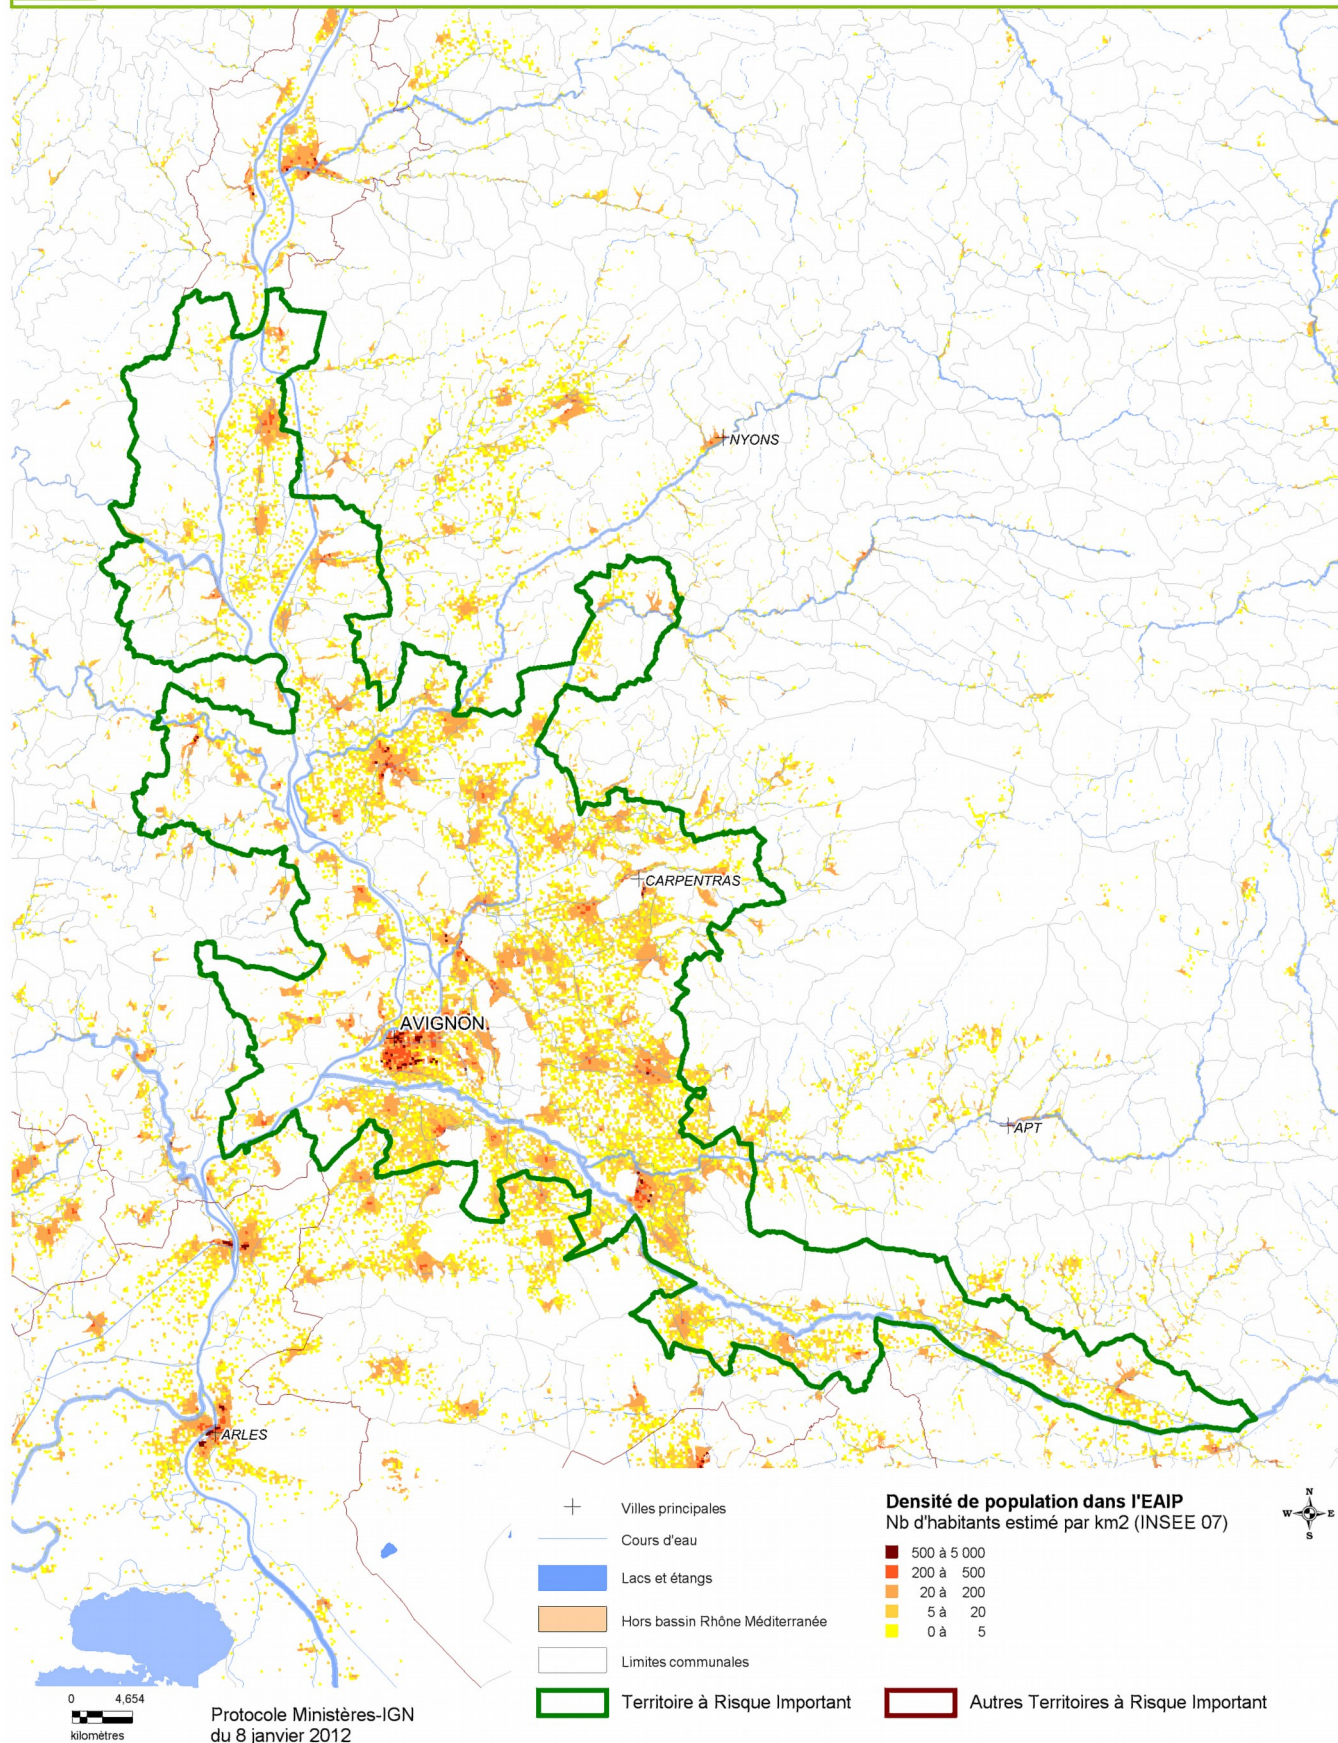 NYONS
CARPENTRAS
AVIGNON
APT
ARLES
Villes principales
Cours d'eau
Lacs et étangs
Hors bassin Rhône Méditerranée
Limites communales
Territoire à Risque Important
Densité de population dans l'EAIP
Nb d'habitants estimé par km2 (INSEE 07)
500 à 5 000
200 à 500
20 à 200
5 à 20
0 à 5
Autres Territoires à Risque Important
N
W E
S
0 4,654
kilomètres
Protocole Ministères-IGN
du 8 janvier 2012